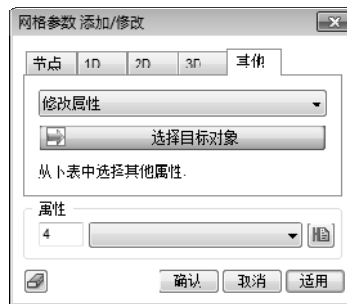 网格参数 添加/修改
节点 1D 2D 3D 其他
修改属性
选择目标对象
从卜表中选择其他属性.
属性
4
确认 取消 适用